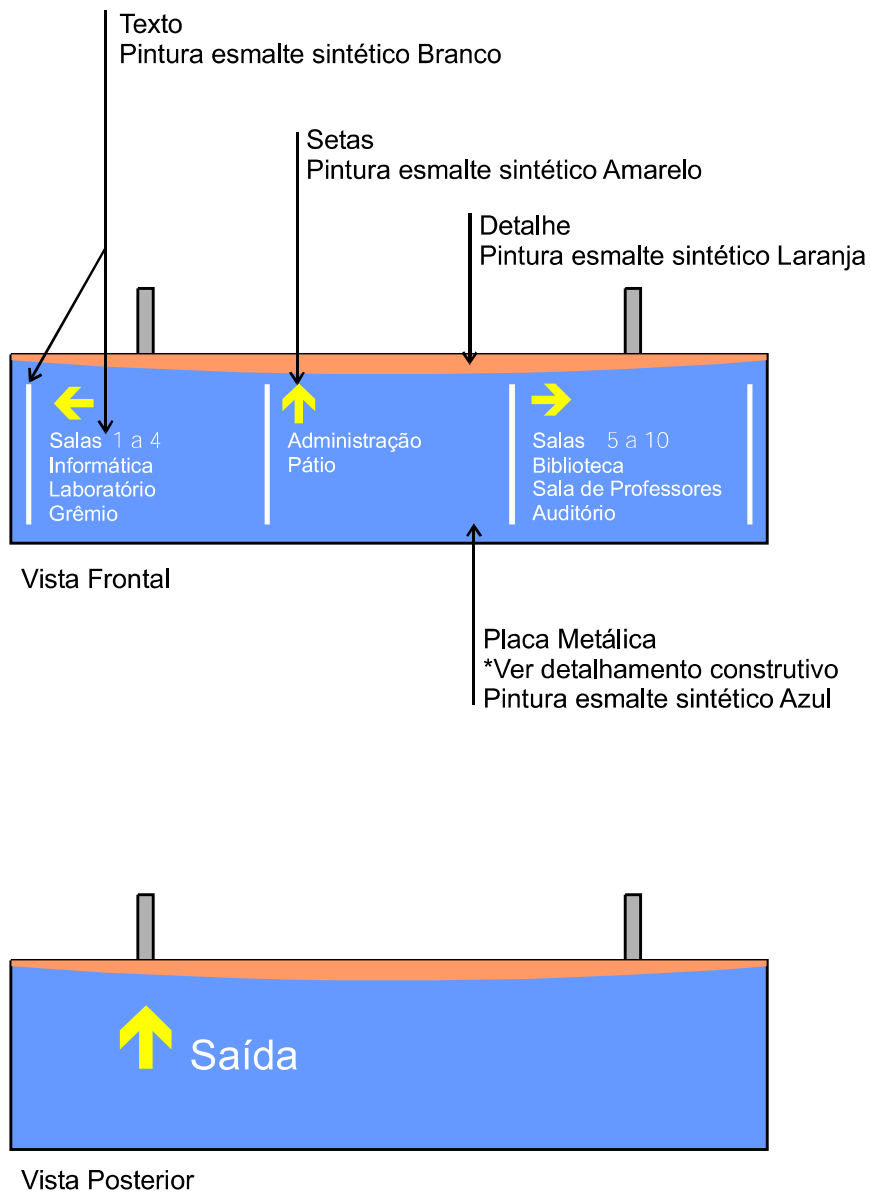 Texto
Pintura esmalte sintético Branco
Setas
Pintura esmalte sintético Amarelo
Detalhe
Pintura esmalte sintético Laranja
Salas 1 a 4
Informática
Laboratório
Grêmio
Administração
Pátio
Salas 5 a 10
Biblioteca
Sala de Professores
Auditório
Vista Frontal
Placa Metálica
*Ver detalhamento construtivo
Pintura esmalte sintético Azul
Saída
Vista Posterior